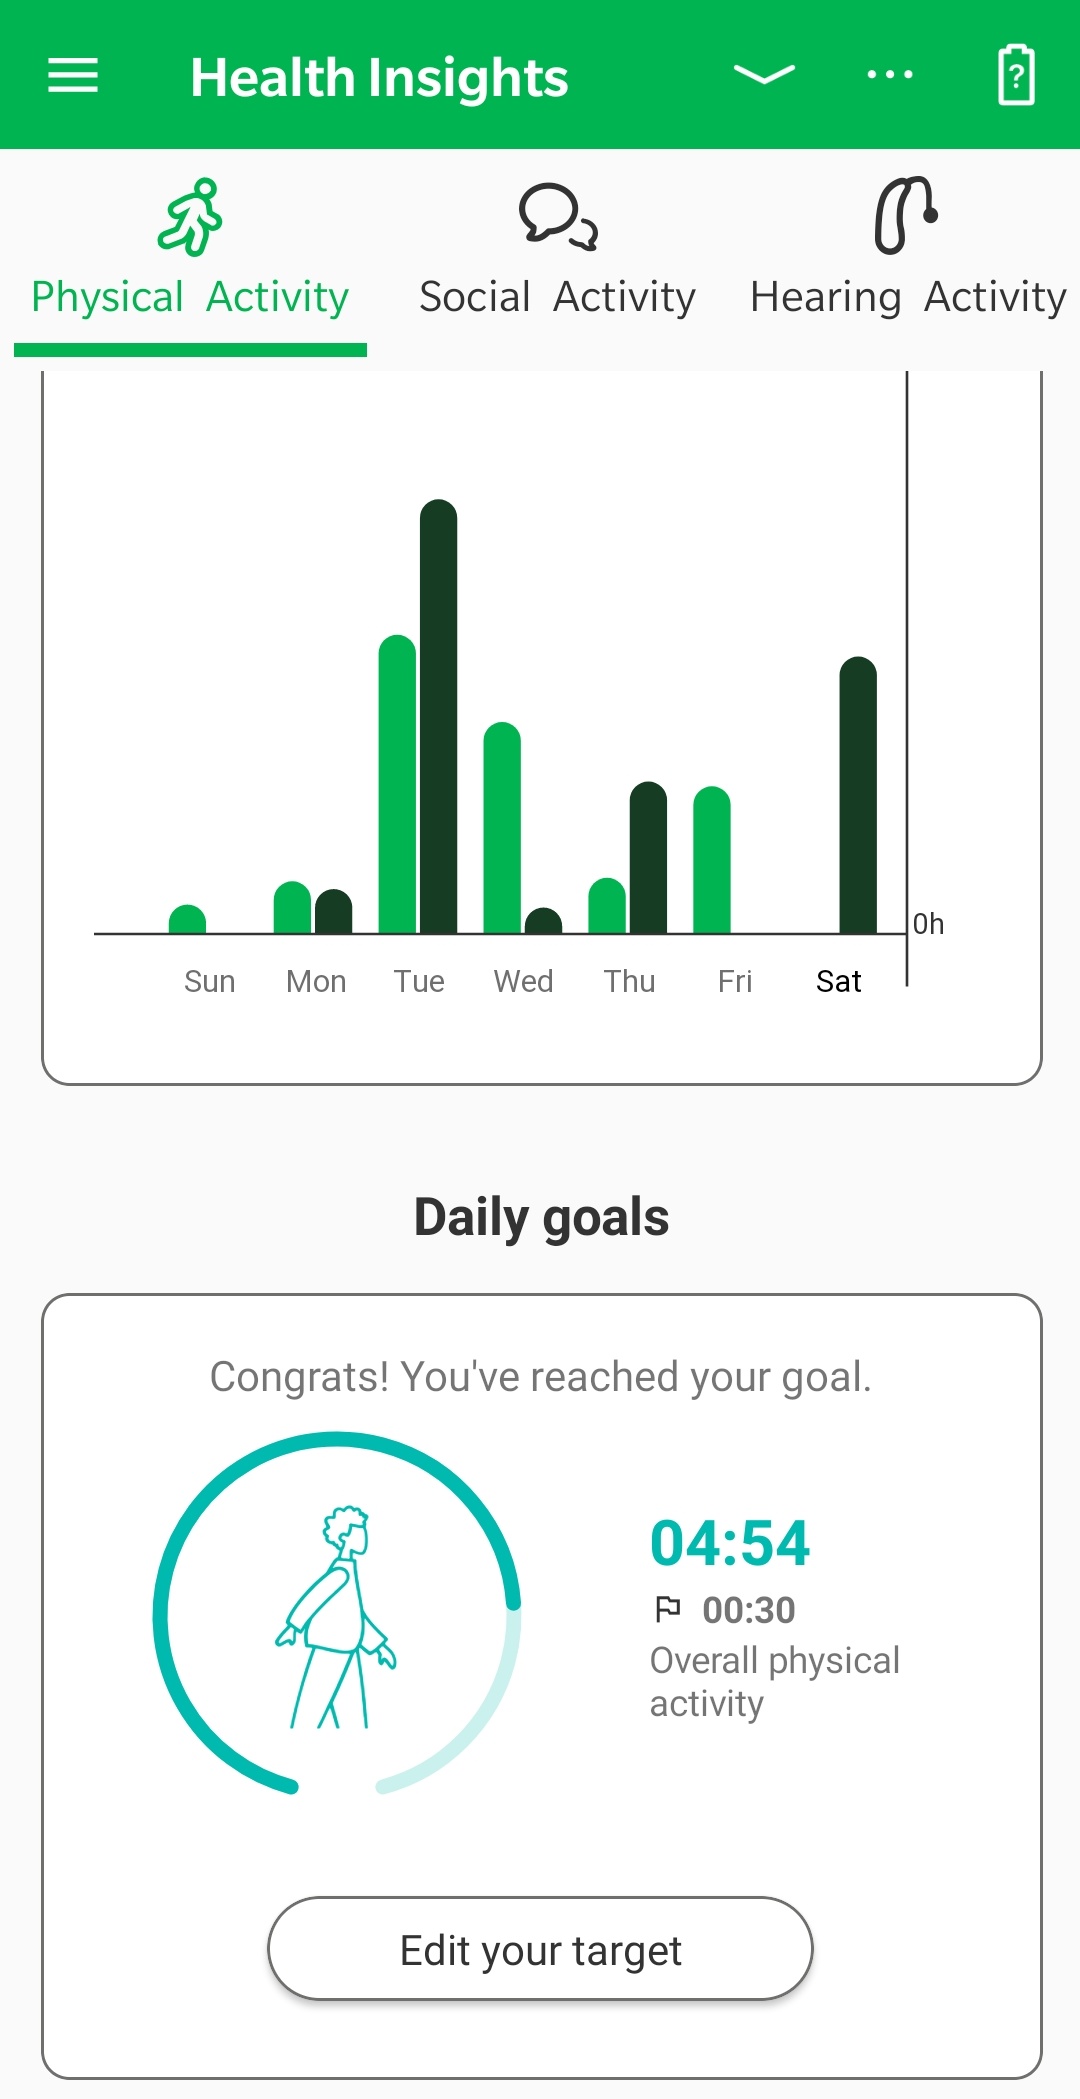 Health Insights
?
Physical Activity
Social Activity
Hearing Activity
0h
Sun Mon Tue Wed Thu Fri Sat
Daily goals
Congrats! You've reached your goal.
04:54
00:30
Overall physical
activity
Edit your target